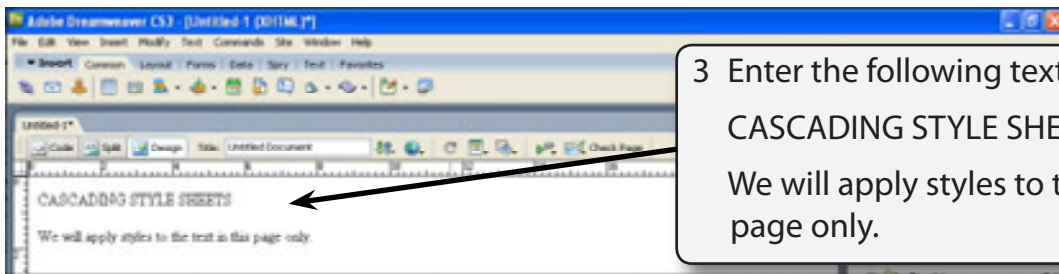 Adobe Dreamweaver CS3 - [Untitled-1 (XHTML)*]
File Edit View Insert Modify Text Commands Site Window Help
Insert Common Layout Forms Data Spry Text Favorites
Untitled-1*
Code Split Design Title: Untitled Document Check Page
CASCADING STYLE SHEETS
We will apply styles to the text in this page only.
3 Enter the following text
CASCADING STYLE SHEE
We will apply styles to t
page only.